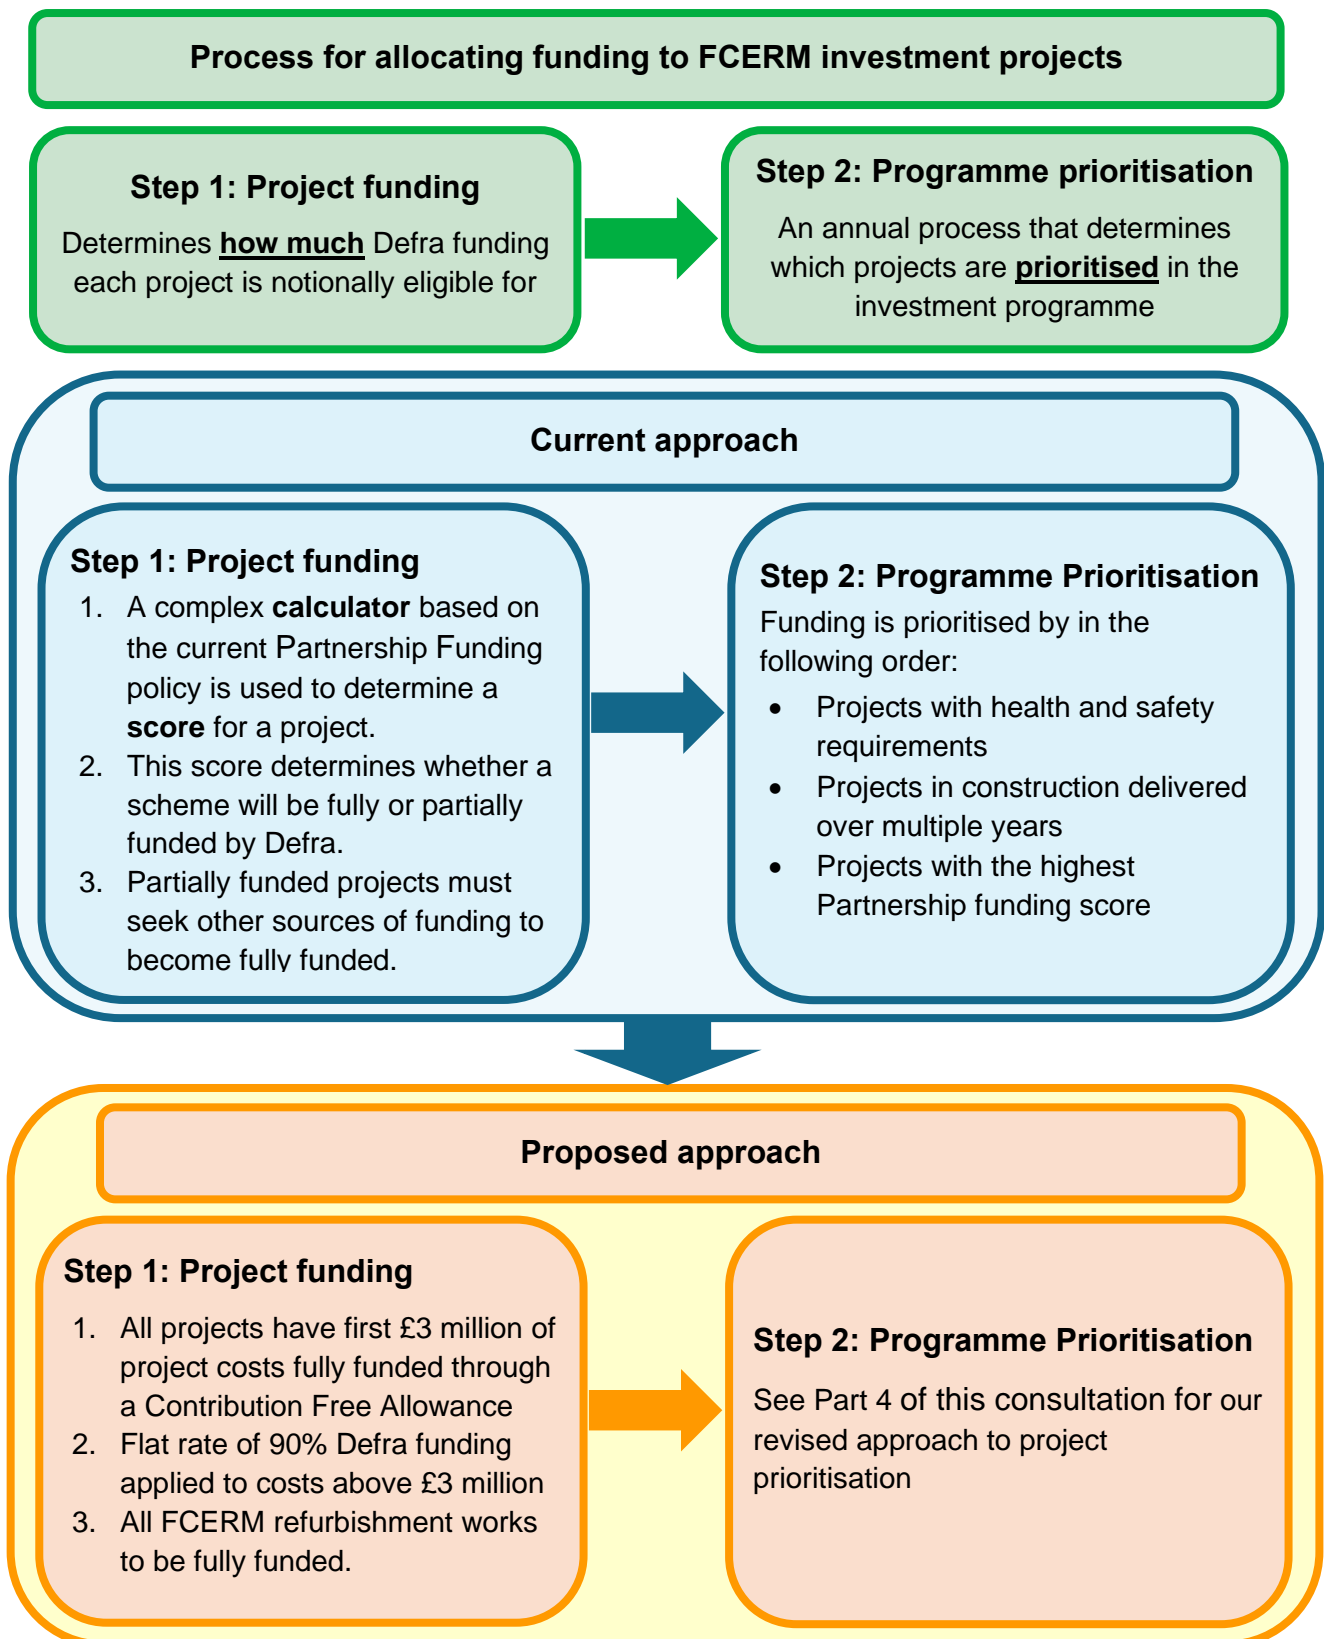 Process for allocating funding to FCERM investment projects
Step 1: Project funding
Determines how much Defra funding
each project is notionally eligible for
Step 2: Programme prioritisation
An annual process that determines
which projects are prioritised in the
investment programme
Current approach
Step 1: Project funding
1. A complex calculator based on
the current Partnership Funding
policy is used to determine a
score for a project.
2. This score determines whether a
scheme will be fully or partially
funded by Defra.
3. Partially funded projects must
seek other sources of funding to
become fully funded.
Step 2: Programme Prioritisation
Funding is prioritised by in the
following order:
• Projects with health and safety
requirements
• Projects in construction delivered
over multiple years
• Projects with the highest
Partnership funding score
Proposed approach
Step 1: Project funding
1. All projects have first £3 million of
project costs fully funded through
a Contribution Free Allowance
2. Flat rate of 90% Defra funding
applied to costs above £3 million
3. All FCERM refurbishment works
to be fully funded.
Step 2: Programme Prioritisation
See Part 4 of this consultation for our
revised approach to project
prioritisation